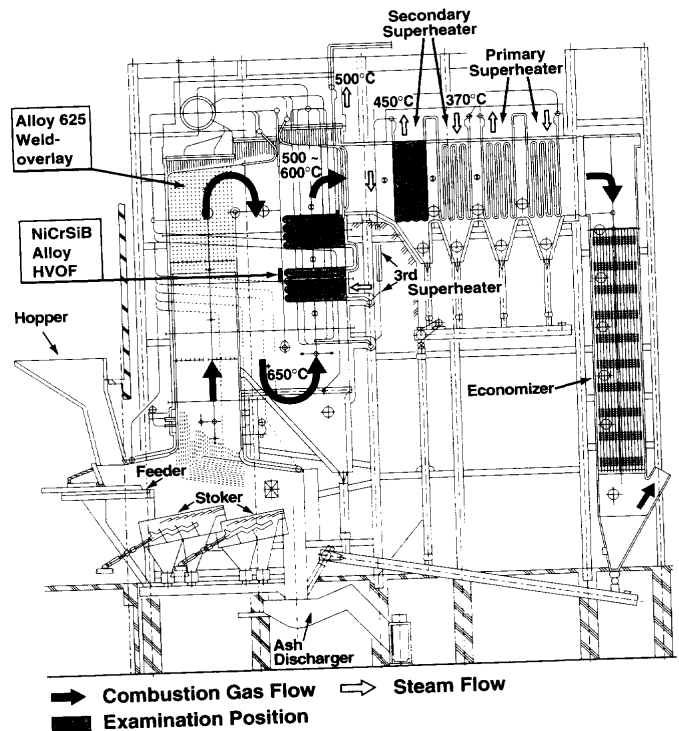 Secondary
Superheater
Primary
Superheater
500°C
450°C
370°C
Alloy 625
Weld-
overlay
500 ~
600°C
NiCrSiB
Alloy
HVOF
3rd
Superheater
Hopper
650°C
Economizer
Feeder
Stoker
Ash
Discharger
Combustion Gas Flow
Steam Flow
Examination Position